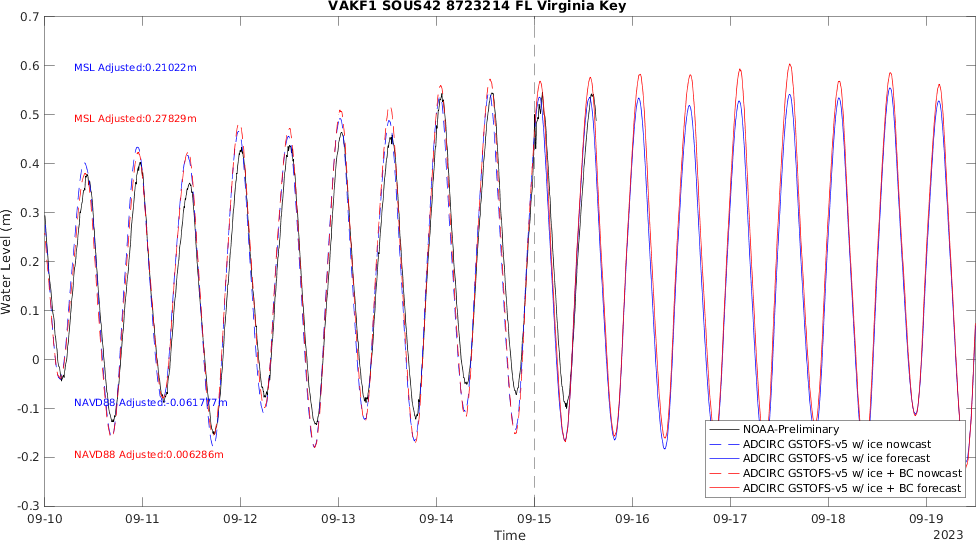 VAKF1 SOUS42 8723214 FL Virginia Key
0.7
0.6
0.5
0.4
0.3
0.2
0.1
0
-0.1
-0.2
-0.3
Water Level (m)
MSL Adjusted:0.21022m
MSL Adjusted:0.27829m
NAVD88 Adjusted:-0.061777m
NAVD88 Adjusted:0.006286m
NOAA-Preliminary
ADCIRC GSTOFS-v5 w/ ice nowcast
ADCIRC GSTOFS-v5 w/ ice forecast
ADCIRC GSTOFS-v5 w/ ice + BC nowcast
ADCIRC GSTOFS-v5 w/ ice + BC forecast
09-10 09-11 09-12 09-13 09-14 09-15 09-16 09-17 09-18 09-19
Time
2023